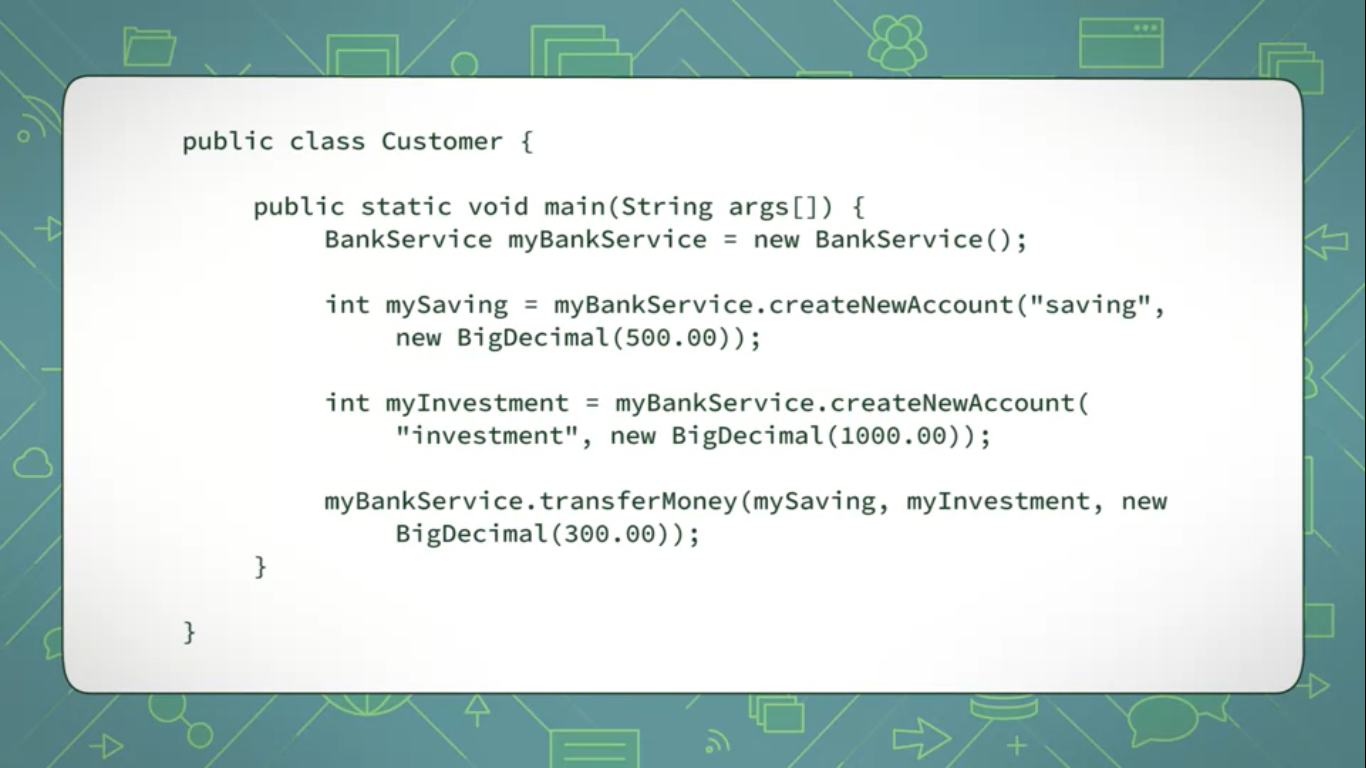 public class Customer {
public static void main(String args[]) {
BankService myBankService = new BankService();
int mySaving = myBankService.createNewAccount("saving",
new BigDecimal(500.00));
int myInvestment = myBankService.createNewAccount(
"investment", new BigDecimal(1000.00));
myBankService.transferMoney(mySaving, myInvestment, new
BigDecimal(300.00));
}
}